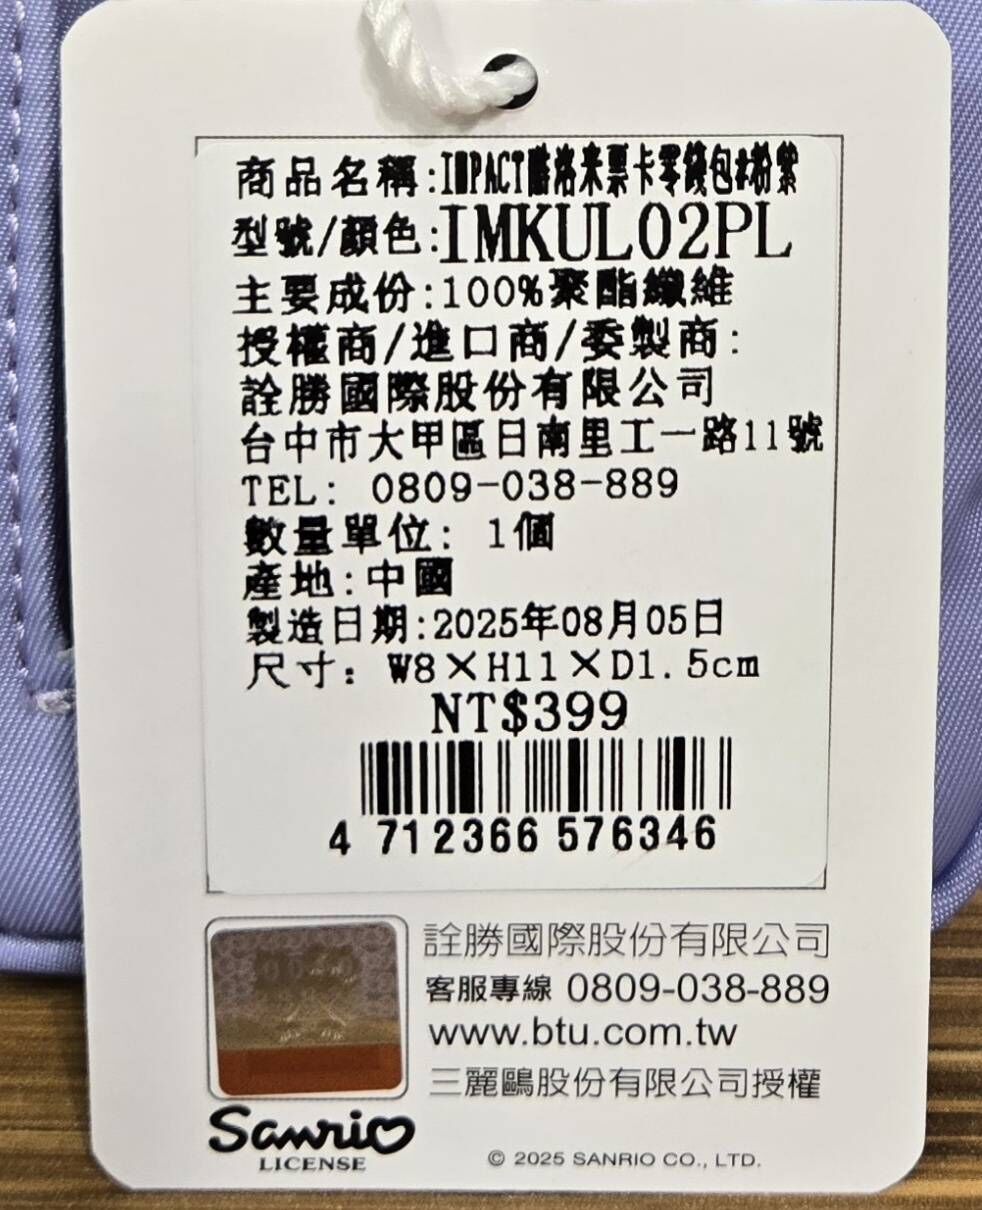 商品名稱:IMPACT酷洛米票卡零錢包#粉紫
型號/顏色:IMKUL02PL
主要成份:100%聚酯纖維
授權商/進口商/委製商:
詮勝國際股份有限公司
台中市大甲區日南里工一路11號
TEL: 0809-038-889
數量單位: 1個
產地:中國
製造日期:2025年08月05日
尺寸: W8×H11×D1.5cm
NT$399
4 712366 576346
詮勝國際股份有限公司
客服專線 0809-038-889
www.btu.com.tw
三麗鷗股份有限公司授權
Sanrio
LICENSE
© 2025 SANRIO CO., LTD.